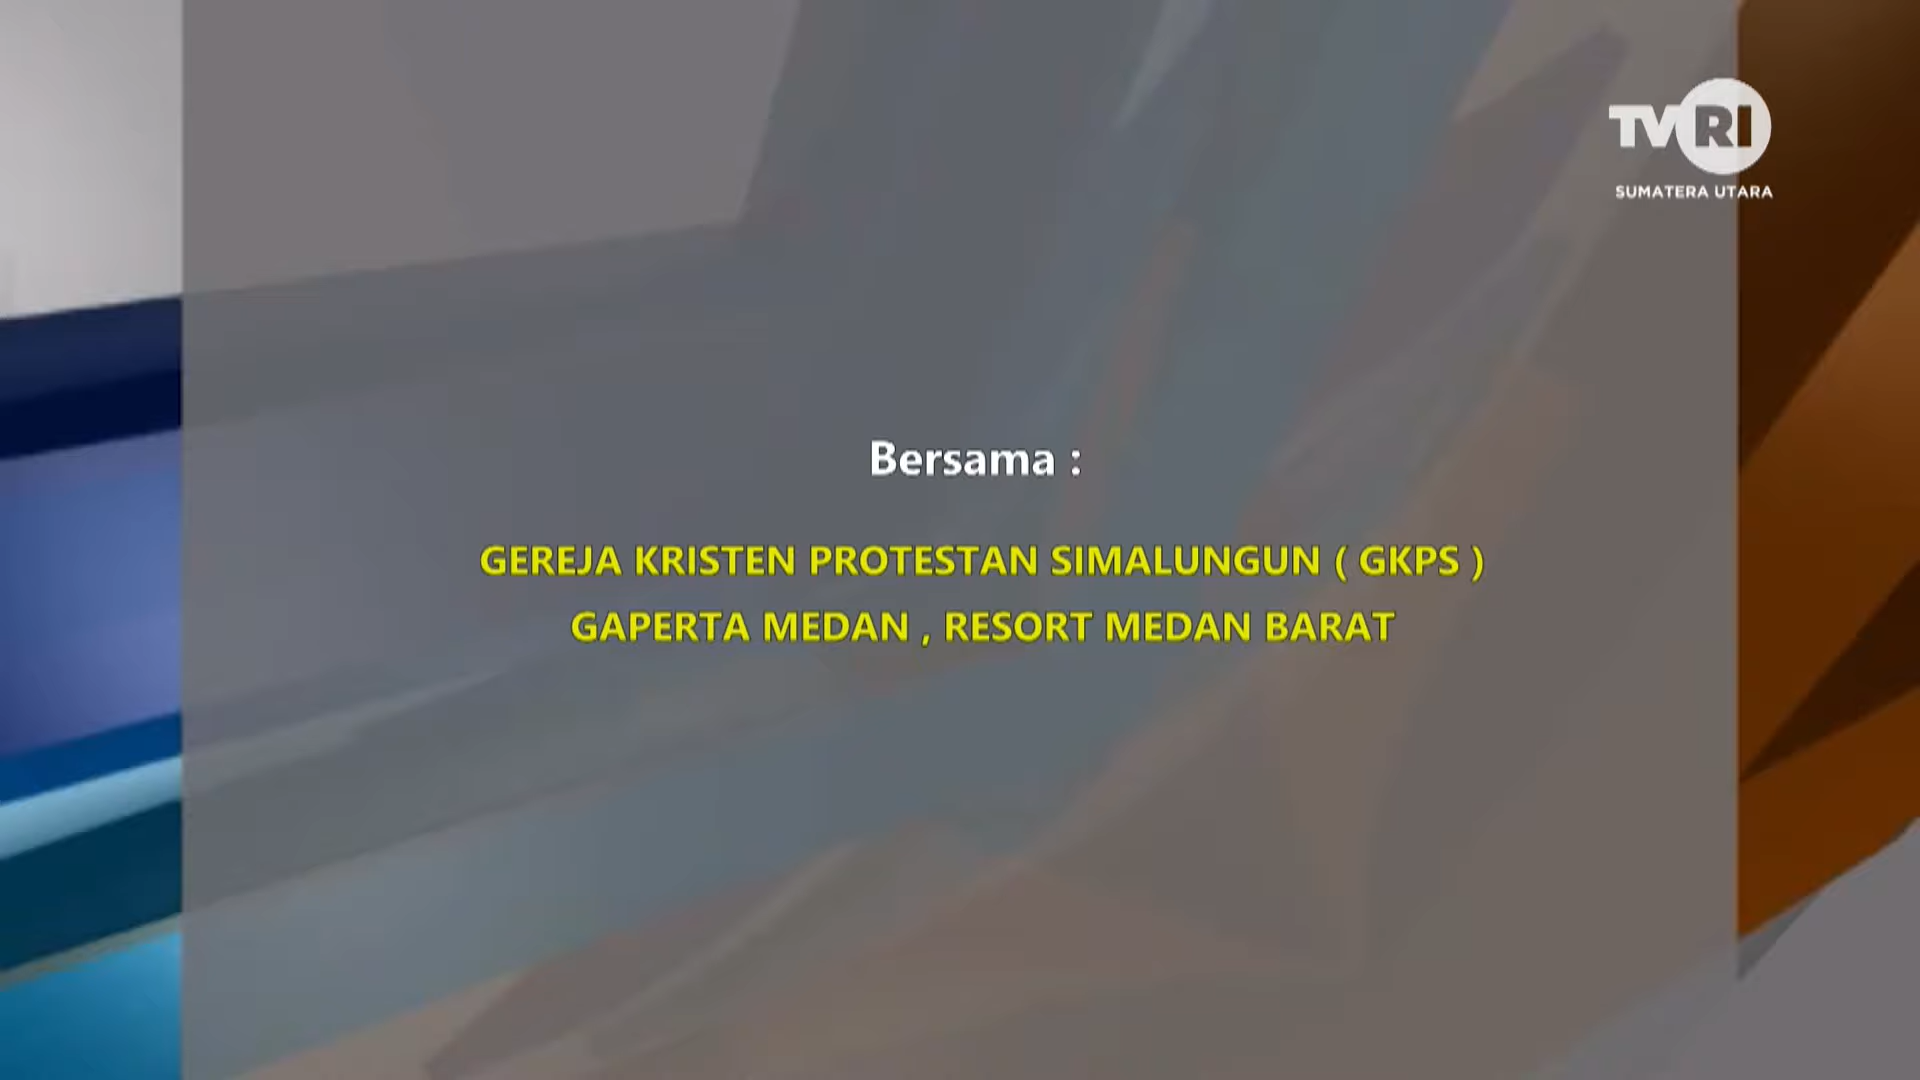 TVRI
SUMATERA UTARA
Bersama :
GEREJA KRISTEN PROTESTAN SIMALUNGUN ( GKPS )
GAPERTA MEDAN , RESORT MEDAN BARAT